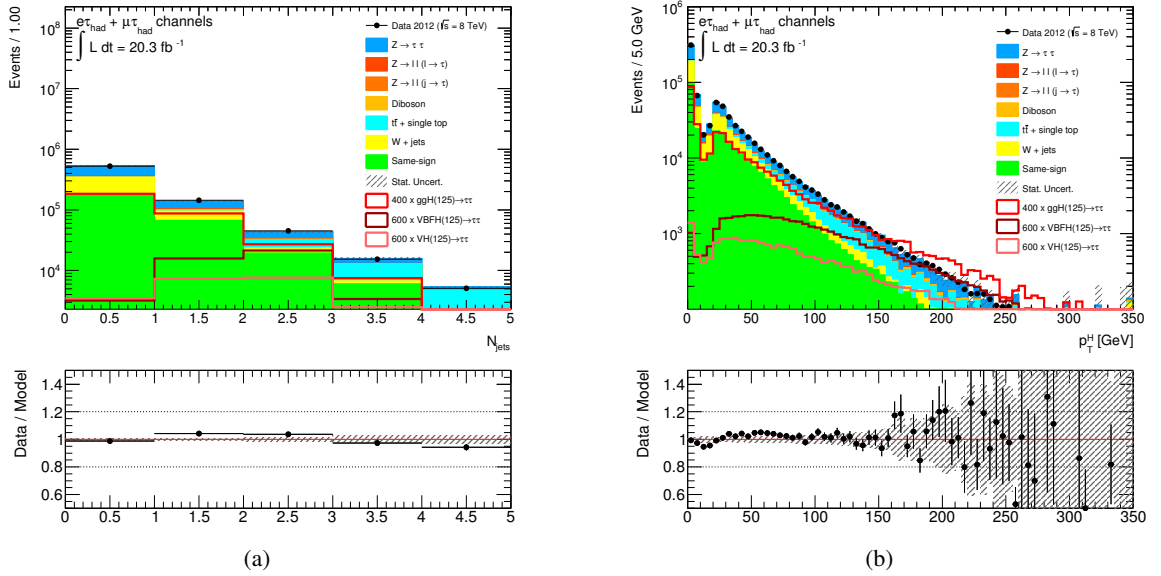 eτhad + μτhad channels
∫ L dt = 20.3 fb⁻¹
Events / 1.00
10⁸
10⁷
10⁶
10⁵
10⁴
Data 2012 (√s = 8 TeV)
Z → τ τ
Z → l l (l → τ)
Z → l l (j → τ)
Diboson
tt̄ + single top
W + jets
Same-sign
Stat. Uncert.
400 x ggH(125)→ττ
600 x VBFH(125)→ττ
600 x VH(125)→ττ
0 0.5 1 1.5 2 2.5 3 3.5 4 4.5 5
N_jets
Data / Model
1.4
1.2
1
0.8
0.6
0 0.5 1 1.5 2 2.5 3 3.5 4 4.5 5
(a)
eτhad + μτhad channels
∫ L dt = 20.3 fb⁻¹
Events / 5.0 GeV
10⁶
10⁵
10⁴
10³
Data 2012 (√s = 8 TeV)
Z → τ τ
Z → l l (l → τ)
Z → l l (j → τ)
Diboson
tt̄ + single top
W + jets
Same-sign
Stat. Uncert.
400 x ggH(125)→ττ
600 x VBFH(125)→ττ
600 x VH(125)→ττ
0 50 100 150 200 250 300 350
p_T^H [GeV]
Data / Model
1.4
1.2
1
0.8
0.6
0 50 100 150 200 250 300 350
(b)